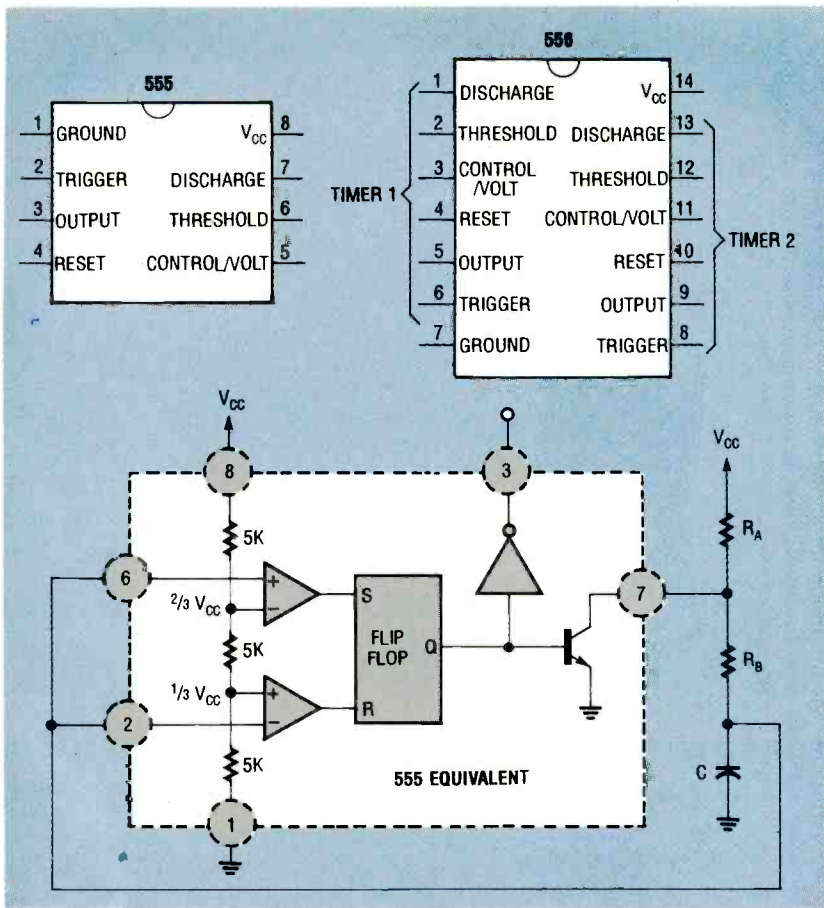 555
1 GROUND
2 TRIGGER
3 OUTPUT
4 RESET
VCC 8
DISCHARGE 7
THRESHOLD 6
CONTROL/VOLT 5
556
TIMER 1
1 DISCHARGE
2 THRESHOLD
3 CONTROL
/VOLT
4 RESET
5 OUTPUT
6 TRIGGER
7 GROUND
VCC 14
DISCHARGE 13
THRESHOLD 12
CONTROL/VOLT 11
RESET 10
OUTPUT 9
TRIGGER 8
TIMER 2
VCC
8
3
VCC
5K
RA
6
+
2/3 VCC
−
S
7
5K
FLIP
FLOP
Q
RB
1/3 VCC
+
2
−
R
5K
555 EQUIVALENT
C
1